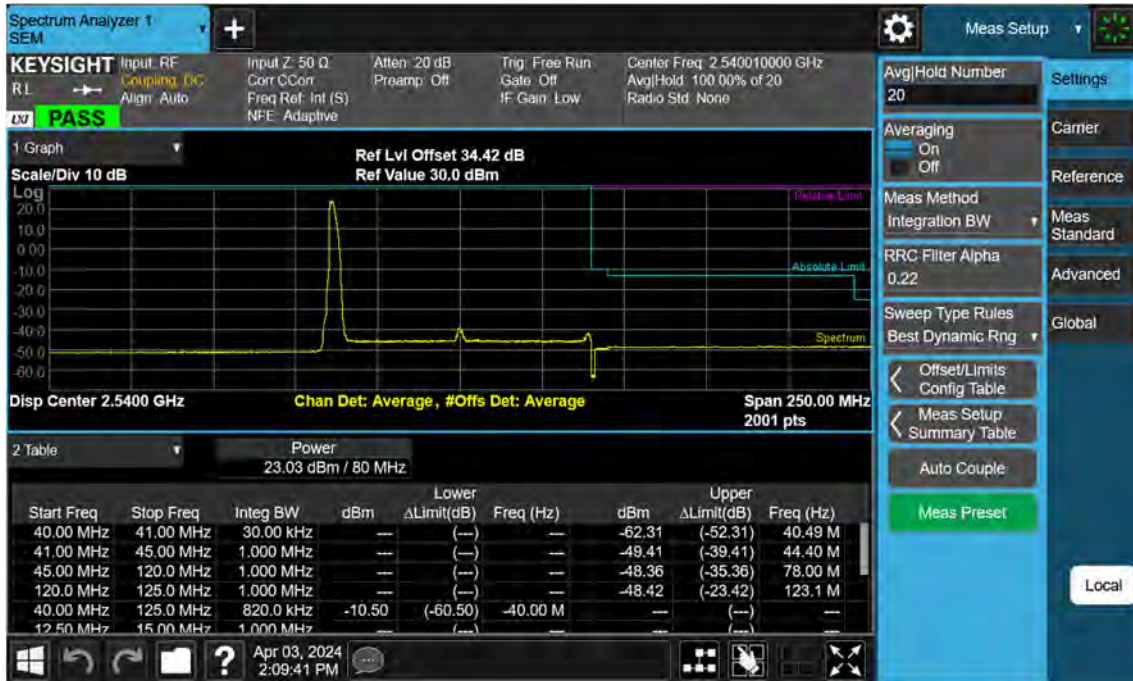 Spectrum Analyzer 1
SEM
+
Meas Setup
KEYSIGHT
RL
LXI
PASS
Input: RF
Coupling: DC
Align: Auto
Input Z: 50 Ω
Corr CCorr
Freq Ref: Int (S)
NFE: Adaptive
Atten: 20 dB
Preamp: Off
Trig: Free Run
Gate: Off
IF Gain: Low
Center Freq: 2.540010000 GHz
Avg|Hold: 100.00% of 20
Radio Std: None
1 Graph
Scale/Div 10 dB
Ref Lvl Offset 34.42 dB
Ref Value 30.0 dBm
Log
Relative Limit
20.0
10.0
0.00
-10.0
Absolute Limit
-20.0
-30.0
-40.0
Spectrum
-50.0
-60.0
Disp Center 2.5400 GHz
Chan Det: Average, #Offs Det: Average
Span 250.00 MHz
2001 pts
2 Table
Power
23.03 dBm / 80 MHz
Lower Upper
Start Freq Stop Freq Integ BW dBm ΔLimit(dB) Freq (Hz) dBm ΔLimit(dB) Freq (Hz)
40.00 MHz 41.00 MHz 30.00 kHz --- (---) --- -62.31 (-52.31) 40.49 M
41.00 MHz 45.00 MHz 1.000 MHz --- (---) --- -49.41 (-39.41) 44.40 M
45.00 MHz 120.0 MHz 1.000 MHz --- (---) --- -48.36 (-35.36) 78.00 M
120.0 MHz 125.0 MHz 1.000 MHz --- (---) --- -48.42 (-23.42) 123.1 M
40.00 MHz 125.0 MHz 820.0 kHz -10.50 (-60.50) -40.00 M --- (---) ---
12.50 MHz 15.00 MHz 1.000 MHz --- (---) --- --- (---) ---
?
Apr 03, 2024
2:09:41 PM
Avg|Hold Number
20
Averaging
On
Off
Meas Method
Integration BW
RRC Filter Alpha
0.22
Sweep Type Rules
Best Dynamic Rng
Offset/Limits
Config Table
Meas Setup
Summary Table
Auto Couple
Meas Preset
Settings
Carrier
Reference
Meas
Standard
Advanced
Global
Local